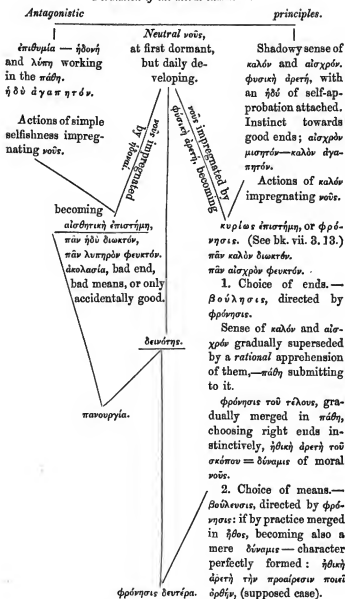 Antagonistic principles.
ἐπιθυμία — ἡδονή
and λύπη working
in the πάθη.
ἡδὺ ἀγαπητόν.
Actions of simple
selfishness impreg-
nating νοῦς.
Neutral νοῦς,
at first dormant,
but daily de-
veloping.
νοῦς impregnated
by ἡδοναί.
νοῦς impregnated by
φυσικὴ ἀρετή, becoming
Shadowy sense of
καλόν and αἰσχρόν.
φυσικὴ ἀρετή, with
an ἡδύ of self-ap-
probation attached.
Instinct towards
good ends; αἰσχρὸν
μισητόν—καλὸν ἀγα-
πητόν.
Actions of καλόν
impregnating νοῦς.
becoming
αἰσθητικὴ ἐπιστήμη,
πᾶν ἡδὺ διωκτόν,
πᾶν λυπηρὸν φευκτόν.
ἀκολασία, bad end,
bad means, or only
accidentally good.
δεινότης.
πανουργία.
κυρίως ἐπιστήμη, or φρό-
νησις. (See bk. vii. 3. 13.)
πᾶν καλὸν διωκτόν.
πᾶν αἰσχρὸν φευκτόν.
1. Choice of ends.—
βούλησις, directed by
φρόνησις.
Sense of καλόν and αἰσ-
χρόν gradually superseded
by a rational apprehension
of them,—πάθη submitting
to it.
φρόνησις τοῦ τέλους, gra-
dually merged in πάθη,
choosing right ends in-
stinctively, ἠθικὴ ἀρετὴ τοῦ
σκόπου = δύναμις of moral
νοῦς.
2. Choice of means.—
βούλευσις, directed by φρό-
νησις: if by practice merged
in ἦθος, becoming also a
mere δύναμις — character
perfectly formed: ἠθικὴ
ἀρετὴ τὴν προαίρεσιν ποιεῖ
ὀρθήν, (supposed case).
φρόνησις δευτέρα.